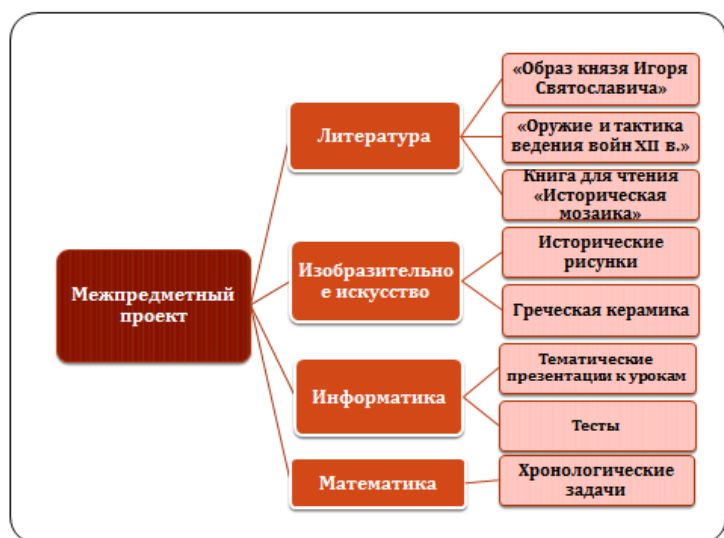 Межпредметный
проект
Литература
«Образ князя Игоря
Святославича»
«Оружие и тактика
ведения войн XII в.»
Книга для чтения
«Историческая
мозаика»
Изобразительно
е искусство
Исторические
рисунки
Греческая керамика
Информатика
Тематические
презентации к урокам
Тесты
Математика
Хронологические
задачи